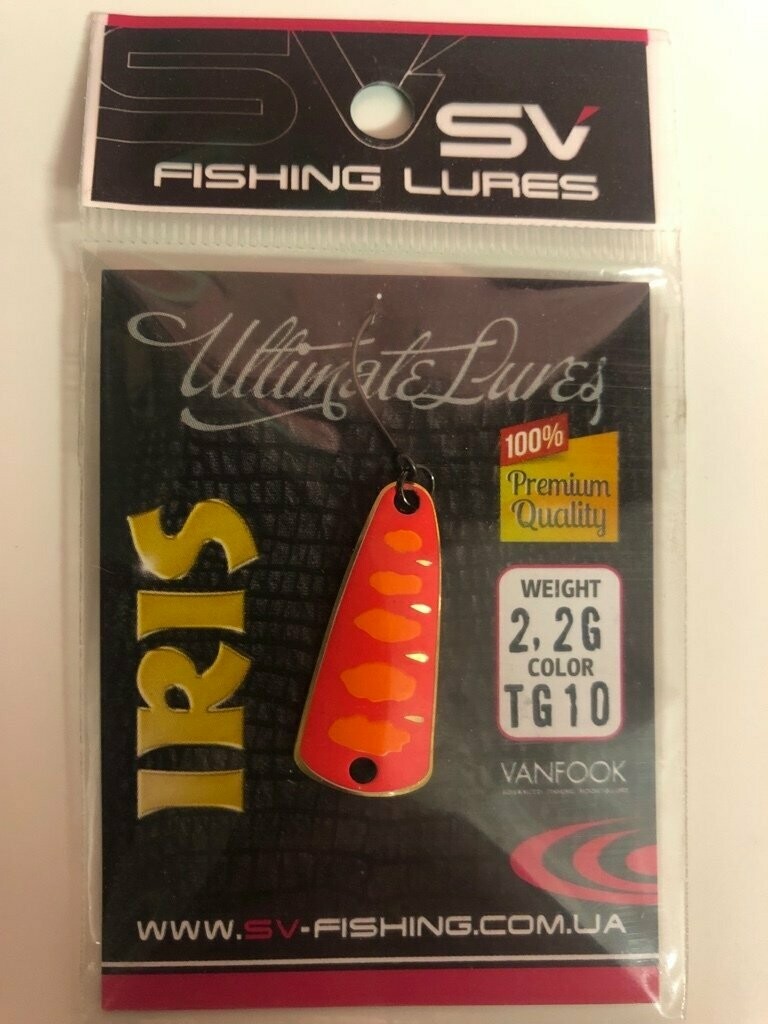 SV
FISHING LURES
Ultimate Lures
100%
Premium
Quality
IRIS
WEIGHT
2,2G
COLOR
TG10
VANFOOK
WWW.SV-FISHING.COM.UA